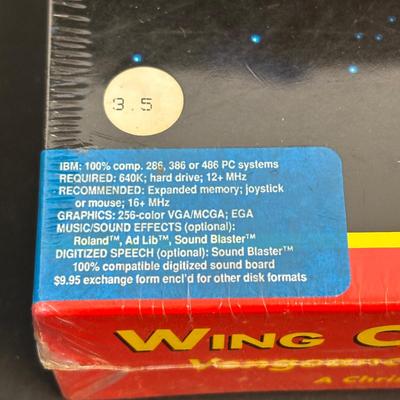 3.5
IBM: 100% comp. 286, 386 or 486 PC systems
REQUIRED: 640K; hard drive; 12+ MHz
RECOMMENDED: Expanded memory; joystick
or mouse; 16+ MHz
GRAPHICS: 256-color VGA/MCGA; EGA
MUSIC/SOUND EFFECTS (optional):
Roland™, Ad Lib™, Sound Blaster™
DIGITIZED SPEECH (optional): Sound Blaster™
100% compatible digitized sound board
$9.95 exchange form encl'd for other disk formats
WING C
A Chri